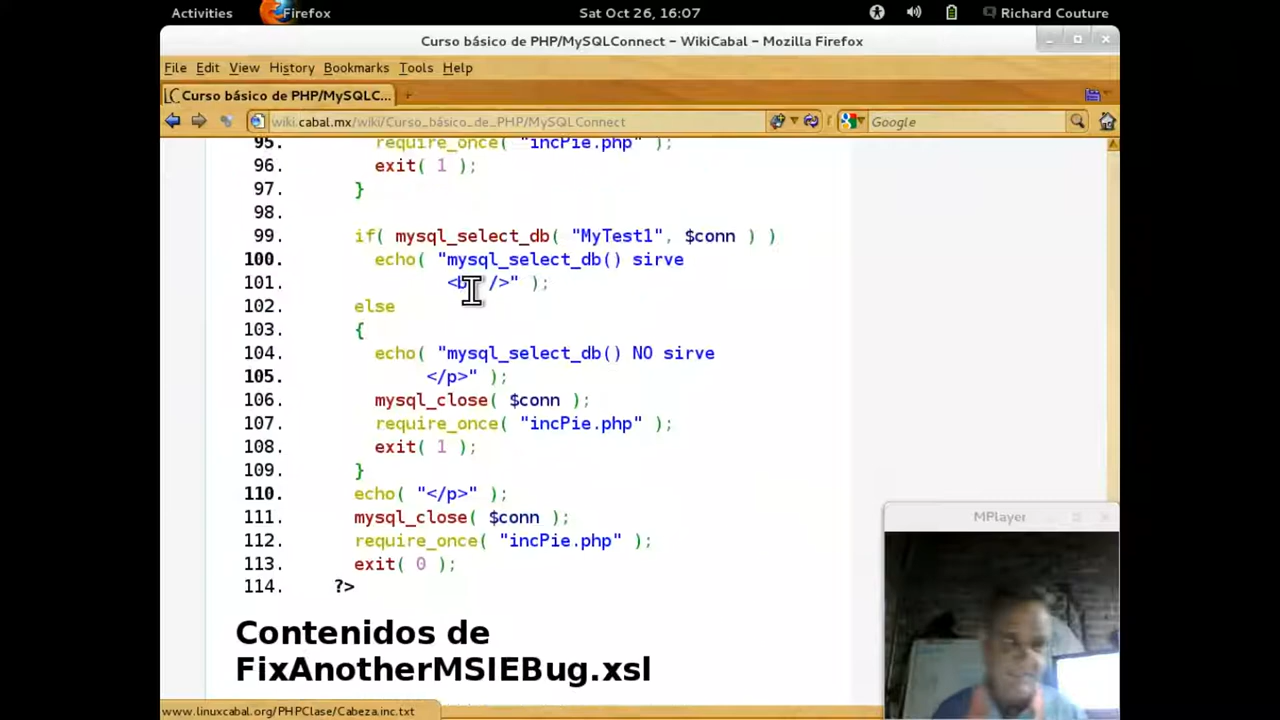 Activities Firefox Sat Oct 26, 16:07 Richard Couture
Curso básico de PHP/MySQLConnect – WikiCabal – Mozilla Firefox
File Edit View History Bookmarks Tools Help
Curso básico de PHP/MySQLC...
wiki.cabal.mx/wiki/Curso_básico_de_PHP/MySQLConnect Google
95. require_once( "incPie.php" );
96. exit( 1 );
97. }
98.
99. if( mysql_select_db( "MyTest1", $conn ) )
100. echo( "mysql_select_db() sirve
101. <b />" );
102. else
103. {
104. echo( "mysql_select_db() NO sirve
105. </p>" );
106. mysql_close( $conn );
107. require_once( "incPie.php" );
108. exit( 1 );
109. }
110. echo( "</p>" );
111. mysql_close( $conn );
112. require_once( "incPie.php" );
113. exit( 0 );
114. ?>
MPlayer
Contenidos de
FixAnotherMSIEBug.xsl
www.linuxcabal.org/PHPClase/Cabeza.inc.txt